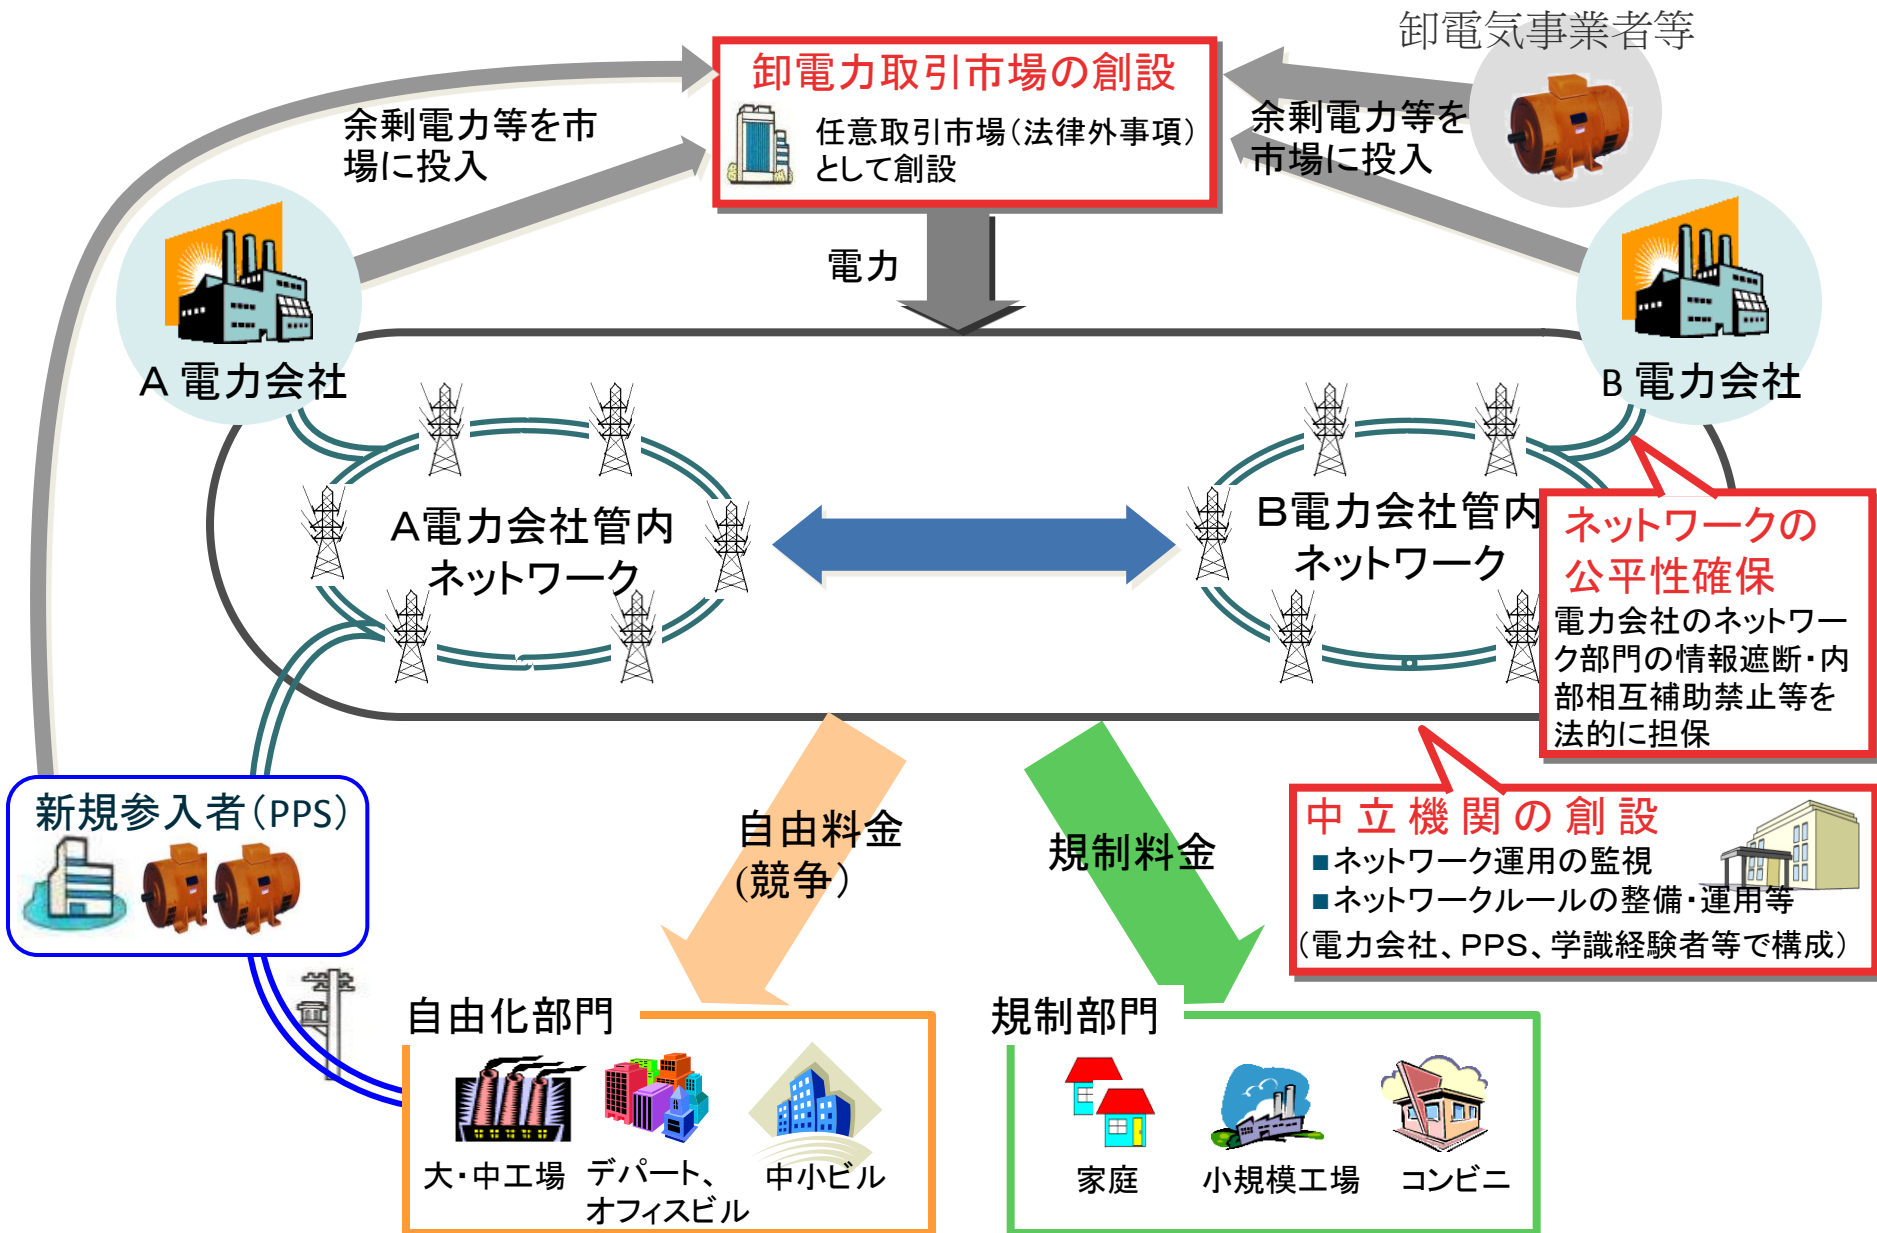 卸電気事業者等
卸電力取引市場の創設
任意取引市場(法律外事項)
として創設
余剰電力等を市
場に投入
余剰電力等を
市場に投入
電力
A 電力会社
B 電力会社
A電力会社管内
ネットワーク
B電力会社管内
ネットワーク
ネットワークの
公平性確保
電力会社のネットワー
ク部門の情報遮断・内
部相互補助禁止等を
法的に担保
新規参入者(PPS)
自由料金
(競争)
規制料金
中立機関の創設
■ネットワーク運用の監視
■ネットワークルールの整備・運用等
(電力会社、PPS、学識経験者等で構成)
自由化部門
大・中工場
デパート、
オフィスビル
中小ビル
規制部門
家庭
小規模工場
コンビニ